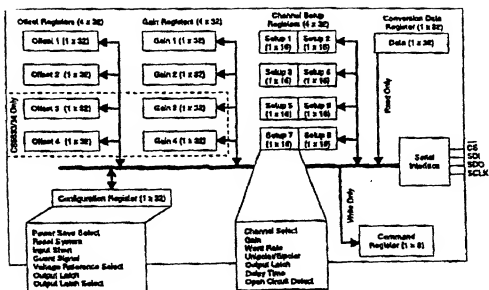 Offset Registers (4 x 32)
Offset 1 (1 x 32)
Offset 2 (1 x 32)
Offset 3 (1 x 32)
Offset 4 (1 x 32)
Gain Registers (4 x 32)
Gain 1 (1 x 32)
Gain 2 (1 x 32)
Gain 3 (1 x 32)
Gain 4 (1 x 32)
Only
Channel Setup
Registers (4 x 32)
Setup 1
(1 x 16)
Setup 2
(1 x 16)
Setup 3
(1 x 16)
Setup 4
(1 x 16)
Setup 5
(1 x 16)
Setup 6
(1 x 16)
Setup 7
(1 x 16)
Setup 8
(1 x 16)
Conversion Data
Register (1 x 32)
Data (1 x 32)
Read Only
Write Only
Serial
Interface
CS
SDI
SDO
SCLK
Command
Register (1 x 8)
Configuration Register (1 x 32)
Power Save Select
Reset System
Input Short
Guard Signal
Voltage Reference Select
Output Latch
Output Latch Select
Channel Select
Gain
Word Rate
Unipolar/Bipolar
Output Latch
Delay Time
Open Circuit Detect